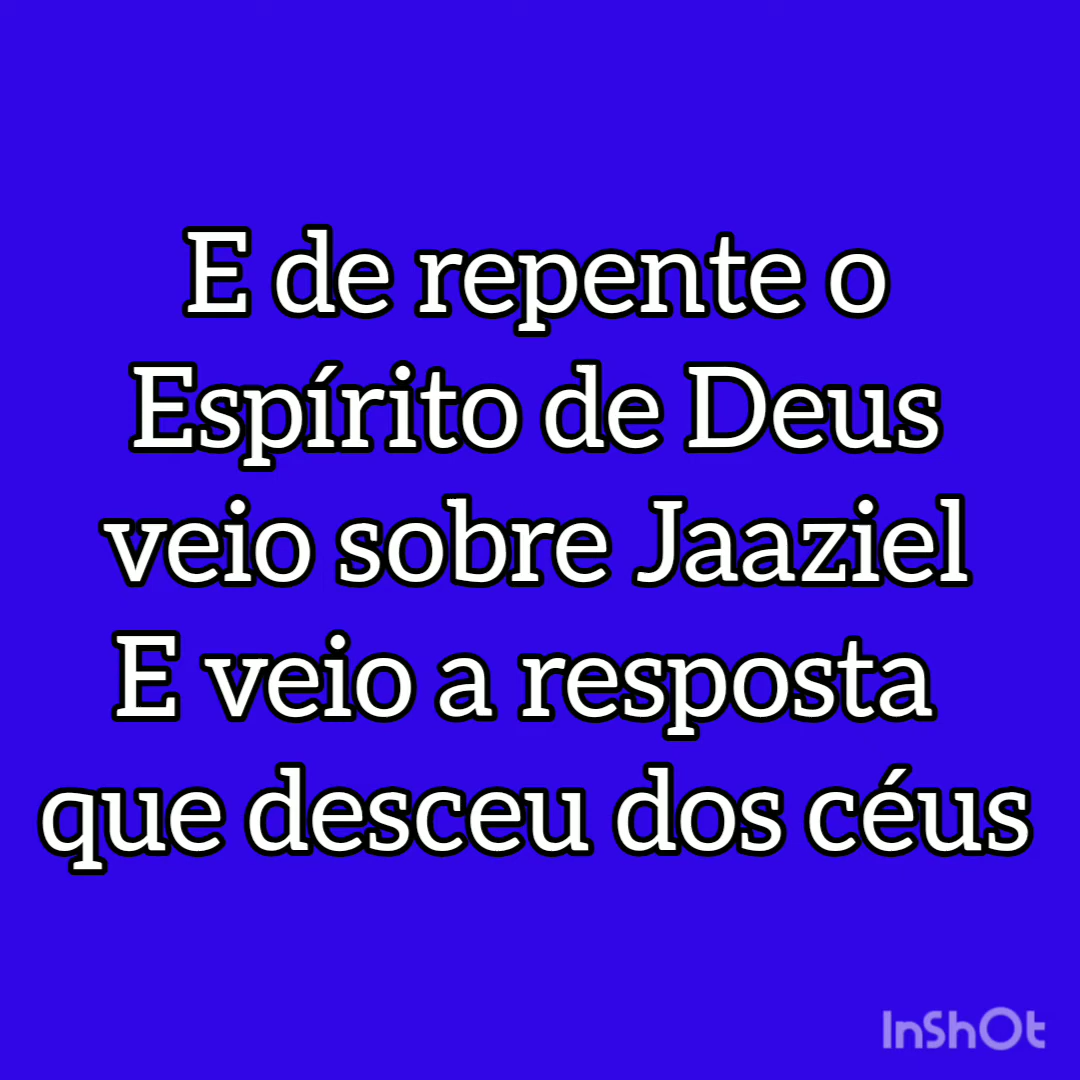 E de repente o
Espírito de Deus
veio sobre Jaaziel
E veio a resposta
que desceu dos céus
InShOt